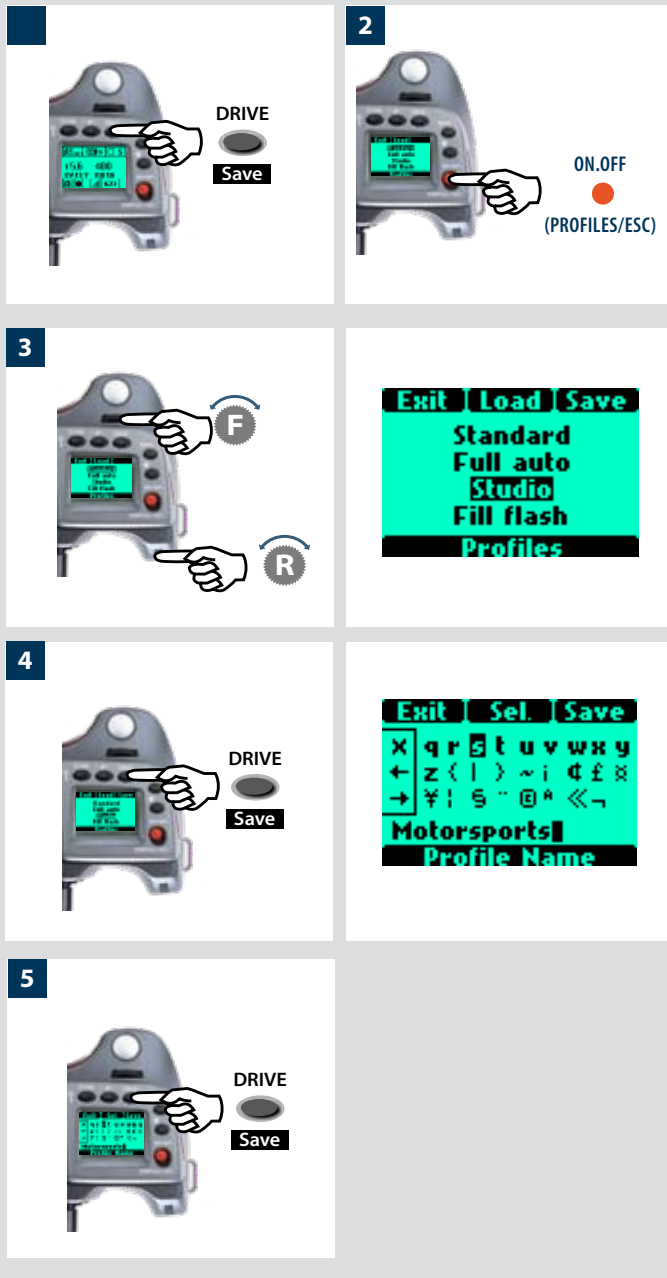 DRIVE
Save
2
ON.OFF
(PROFILES/ESC)
3
F
R
Exit Load Save
Standard
Full auto
Studio
Fill flash
Profiles
4
DRIVE
Save
Exit Sel. Save
x q r s t u v w x y
← z { | } ~ ¡ ¢ £ ¤
→ ¥ ¦ § ¨ © ª « ¬
Motorsports
Profile Name
5
DRIVE
Save